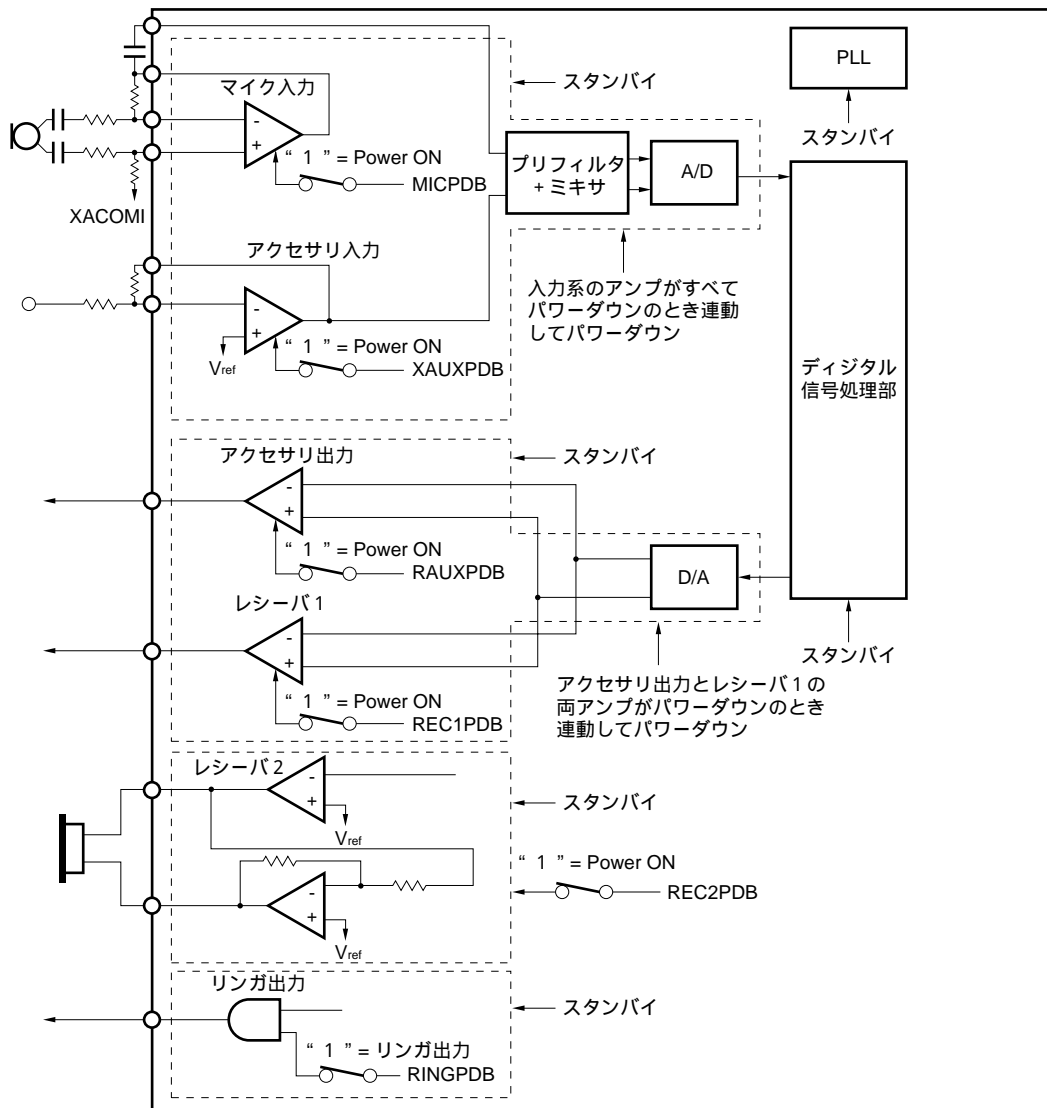 スタンバイ
PLL
スタンバイ
マイク入力
-
+
“ 1 ” = Power ON
MICPDB
XACOMI
プリフィルタ
+ ミキサ
A/D
アクセサリ入力
-
+
Vref
“ 1 ” = Power ON
XAUXPDB
入力系のアンプがすべて
パワーダウンのとき連動
してパワーダウン
ディジタル
信号処理部
アクセサリ出力
スタンバイ
-
+
“ 1 ” = Power ON
RAUXPDB
D/A
レシーバ1
-
+
“ 1 ” = Power ON
REC1PDB
スタンバイ
アクセサリ出力とレシーバ1の
両アンプがパワーダウンのとき
連動してパワーダウン
レシーバ2
-
+
Vref
スタンバイ
-
+
Vref
“ 1 ” = Power ON
REC2PDB
リンガ出力
スタンバイ
“ 1 ” = リンガ出力
RINGPDB